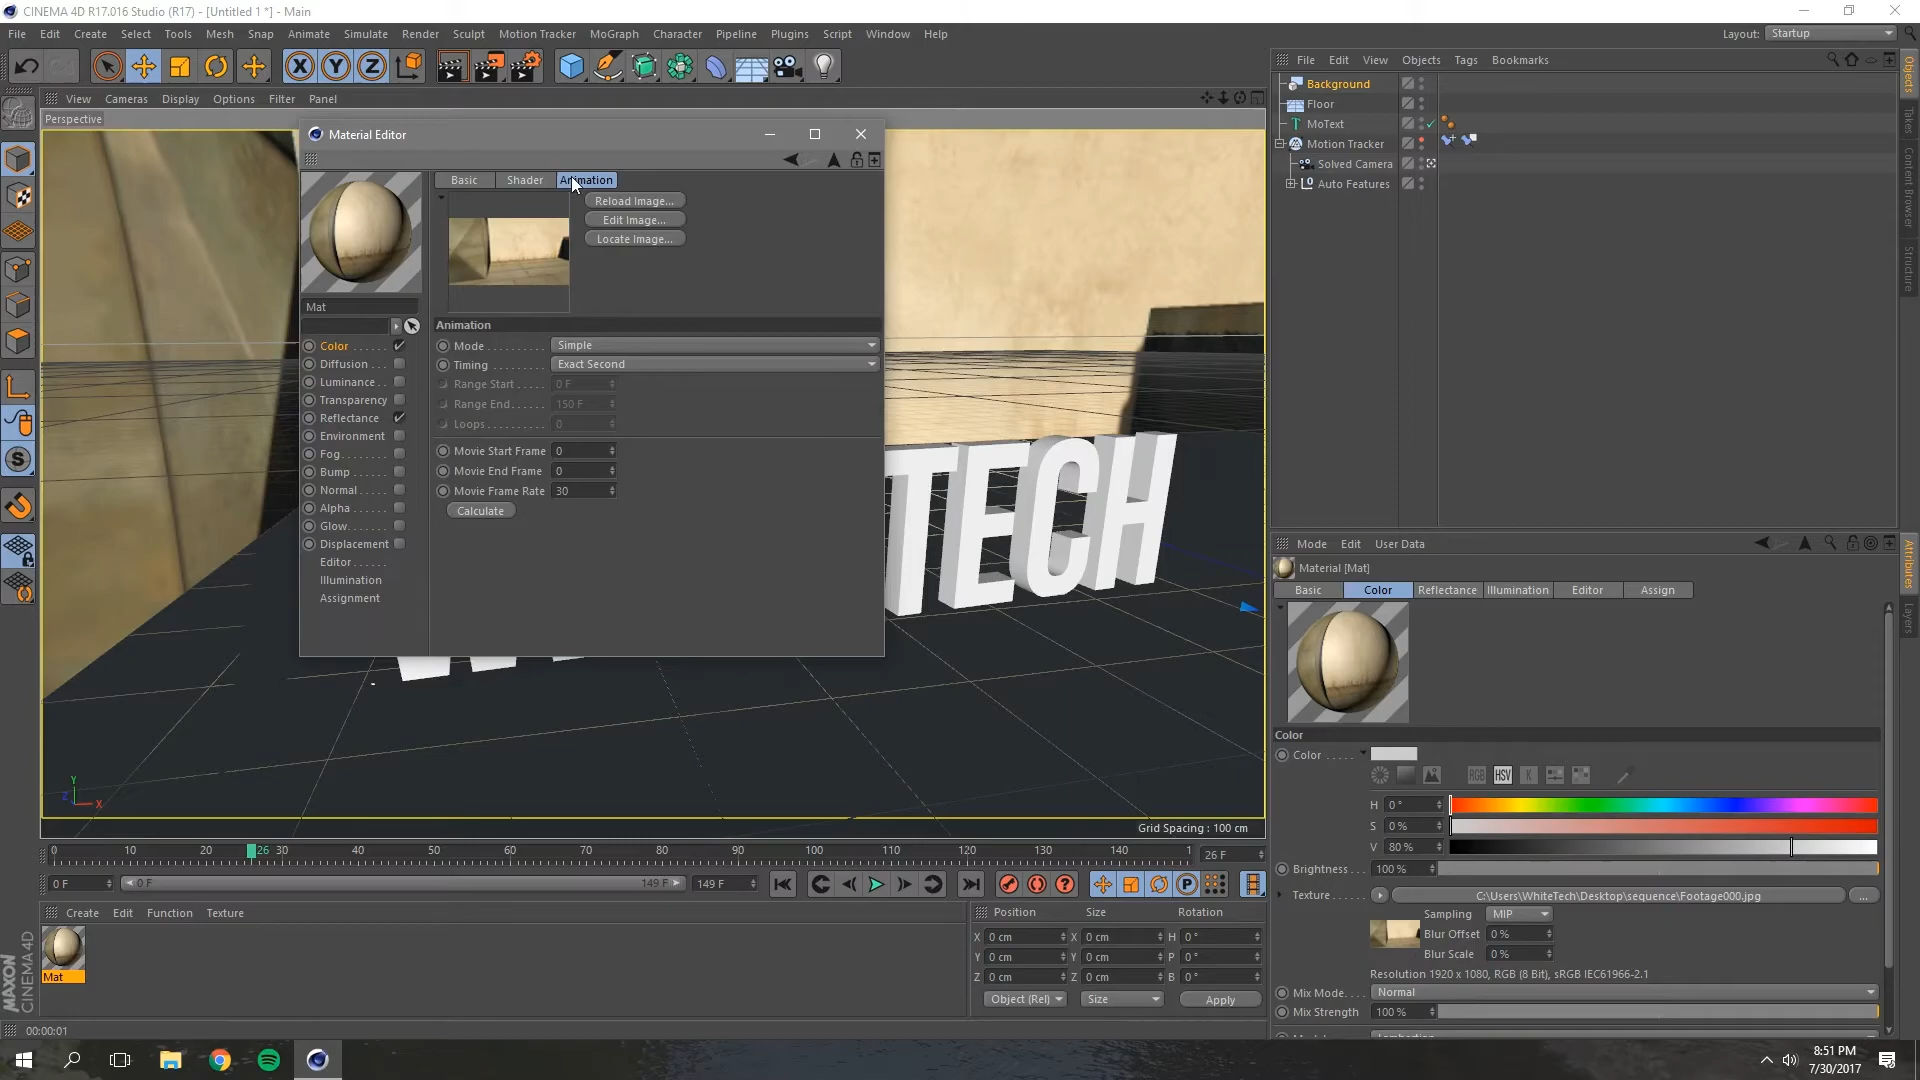 CINEMA 4D R17.016 Studio (R17) - [Untitled 1 *] - Main
File Edit Create Select Tools Mesh Snap Animate Simulate Render Sculpt Motion Tracker MoGraph Character Pipeline Plugins Script Window Help
Layout: Startup
View Cameras Display Options Filter Panel
Perspective
Material Editor
Basic Shader Animation
Reload Image...
Edit Image...
Locate Image...
Mat
Animation
Mode Simple
Timing Exact Second
Range Start 0 F
Range End 150 F
Loops 0
Movie Start Frame 0
Movie End Frame 0
Movie Frame Rate 30
Calculate
Color
Diffusion
Luminance
Transparency
Reflectance
Environment
Fog
Bump
Normal
Alpha
Glow
Displacement
Editor
Illumination
Assignment
TECH
Grid Spacing : 100 cm
File Edit View Objects Tags Bookmarks
Background
Floor
MoText
Motion Tracker
Solved Camera
Auto Features
Objects
Takes
Content Browser
Structure
Mode Edit User Data
Material [Mat]
Basic Color Reflectance Illumination Editor Assign
Attributes
Layers
Color
Color
RGB HSV K
H 0 °
S 0 %
V 80 %
Brightness 100 %
Texture C:\Users\WhiteTech\Desktop\sequence\Footage000.jpg ...
Sampling MIP
Blur Offset 0 %
Blur Scale 0 %
Resolution 1920 x 1080, RGB (8 Bit), sRGB IEC61966-2.1
Mix Mode Normal
Mix Strength 100 %
0 10 20 26 30 40 50 60 70 80 90 100 110 120 130 140 1
26 F
0 F 0 F 149 F 149 F
Create Edit Function Texture
Mat
Position Size Rotation
X 0 cm X 0 cm H 0 °
Y 0 cm Y 0 cm P 0 °
Z 0 cm Z 0 cm B 0 °
Object (Rel) Size Apply
MAXON
CINEMA 4D
00:00:01
8:51 PM
7/30/2017